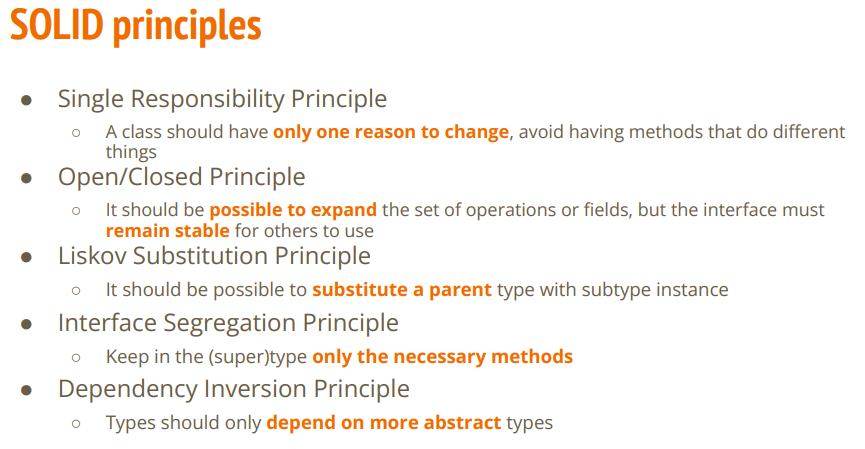 SOLID principles
● Single Responsibility Principle
○ A class should have only one reason to change, avoid having methods that do different
things
● Open/Closed Principle
○ It should be possible to expand the set of operations or fields, but the interface must
remain stable for others to use
● Liskov Substitution Principle
○ It should be possible to substitute a parent type with subtype instance
● Interface Segregation Principle
○ Keep in the (super)type only the necessary methods
● Dependency Inversion Principle
○ Types should only depend on more abstract types